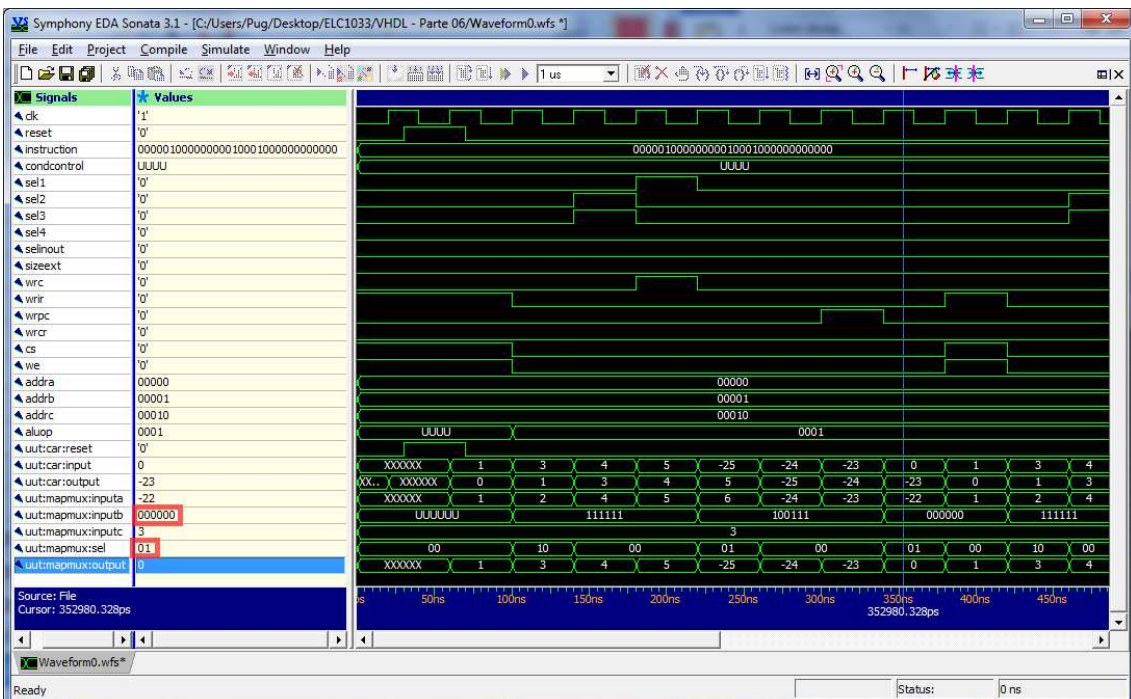 Symphony EDA Sonata 3.1 - [C:/Users/Pug/Desktop/ELC1033/VHDL - Parte 06/Waveform0.wfs *]
File Edit Project Compile Simulate Window Help
1 us
Signals Values
clk '1'
reset '0'
instruction 00000100000000010001000000000000 00000100000000010001000000000000
condcontrol UUUU UUUU
sel1 '0'
sel2 '0'
sel3 '0'
sel4 '0'
selinout '0'
sizeext '0'
wrc '0'
wrir '0'
wrpc '0'
wrcr '0'
cs '0'
we '0'
addra 00000 00000
addrb 00001 00001
addrc 00010 00010
aluop 0001 UUUU 0001
uut:car:reset '0'
uut:car:input 0 XXXXXX 1 3 4 5 -25 -24 -23 0 1 3 4
uut:car:output -23 XX.. XXXXXX 0 1 3 4 5 -25 -24 -23 0 1 3
uut:mapmux:inputa -22 XXXXXX 1 2 4 5 6 -24 -23 -22 1 2 4
uut:mapmux:inputb 000000 UUUUUU 111111 100111 000000 111111
uut:mapmux:inputc 3 3
uut:mapmux:sel 01 00 10 00 01 00 01 00 10 00
uut:mapmux:output 0 XXXXXX 1 3 4 5 -25 -24 -23 0 1 3 4
Source: File
Cursor: 352980.328ps
s 50ns 100ns 150ns 200ns 250ns 300ns 350ns 400ns 450ns
352980.328ps
Waveform0.wfs*
Ready Status: 0 ns